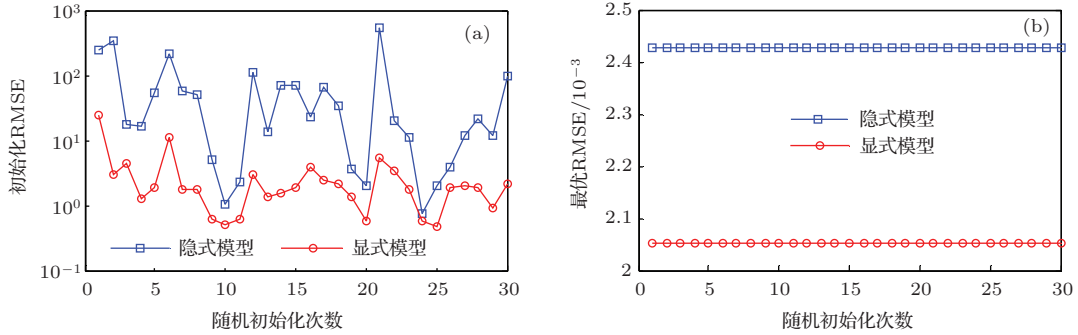 (a)
初始化RMSE
10³
10²
10¹
10⁰
10⁻¹
隐式模型
显式模型
0 5 10 15 20 25 30
随机初始化次数
(b)
最优RMSE/10⁻³
2.5
2.4
2.3
2.2
2.1
2
隐式模型
显式模型
0 5 10 15 20 25 30
随机初始化次数